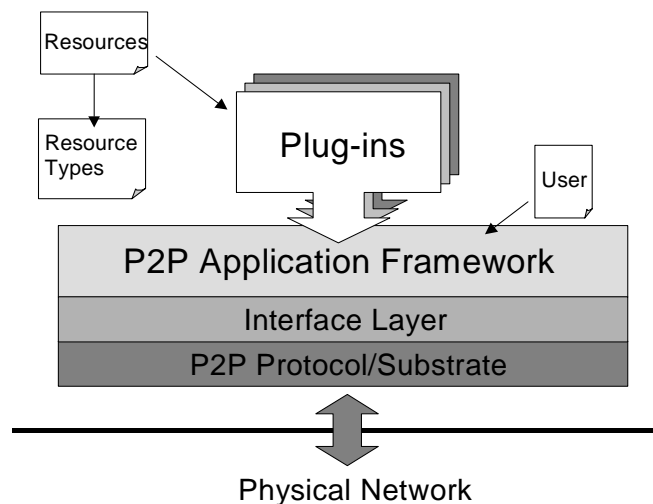 Resources
Resource
Types
Plug-ins
User
P2P Application Framework
Interface Layer
P2P Protocol/Substrate
Physical Network